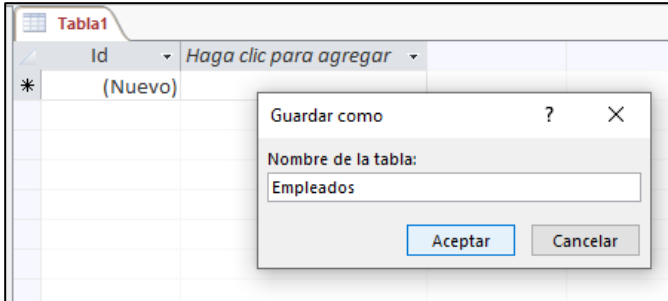 Tabla1
Id Haga clic para agregar
(Nuevo)
Guardar como ? X
Nombre de la tabla:
Empleados
Aceptar Cancelar